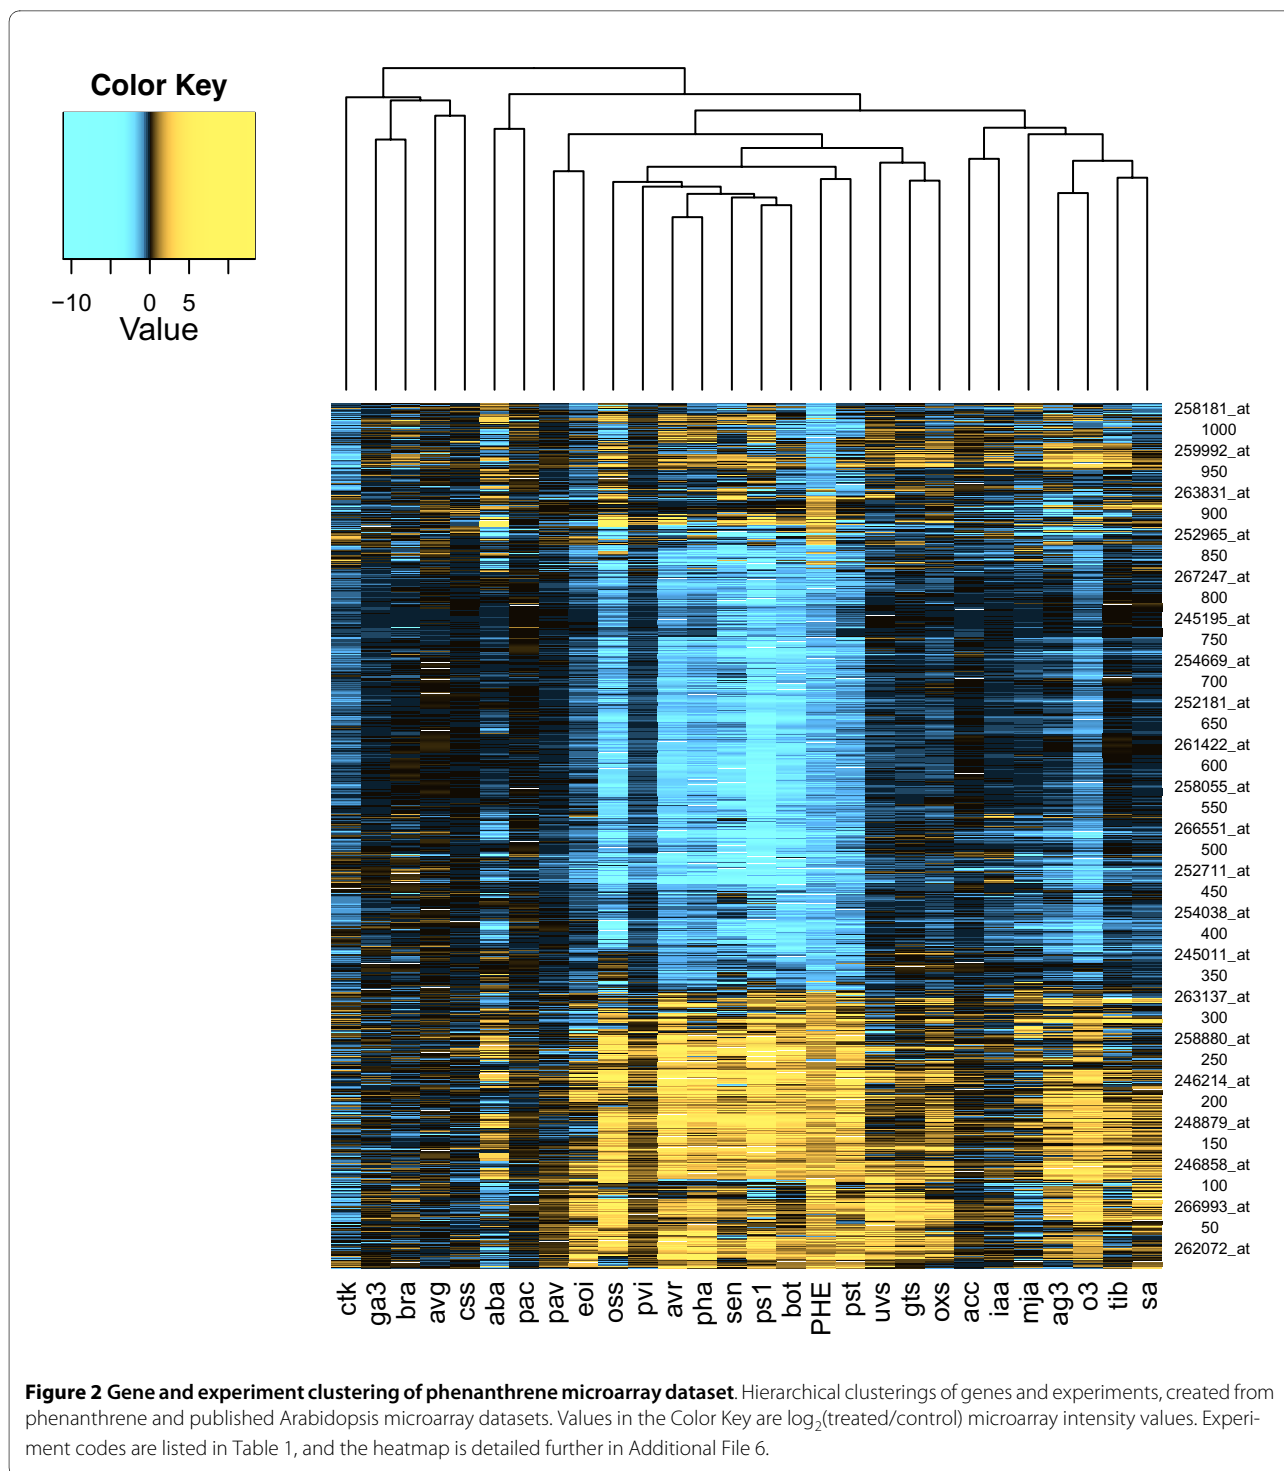 Color Key
−10 0 5
Value
258181_at
1000
259992_at
950
263831_at
900
252965_at
850
267247_at
800
245195_at
750
254669_at
700
252181_at
650
261422_at
600
258055_at
550
266551_at
500
252711_at
450
254038_at
400
245011_at
350
263137_at
300
258880_at
250
246214_at
200
248879_at
150
246858_at
100
266993_at
50
262072_at
ctk ga3 bra avg css aba pac pav eoi oss pvi avr pha sen ps1 bot PHE pst uvs gts oxs acc iaa mja ag3 o3 tib sa
Figure 2 Gene and experiment clustering of phenanthrene microarray dataset. Hierarchical clusterings of genes and experiments, created from
phenanthrene and published Arabidopsis microarray datasets. Values in the Color Key are log2(treated/control) microarray intensity values. Experi-
ment codes are listed in Table 1, and the heatmap is detailed further in Additional File 6.